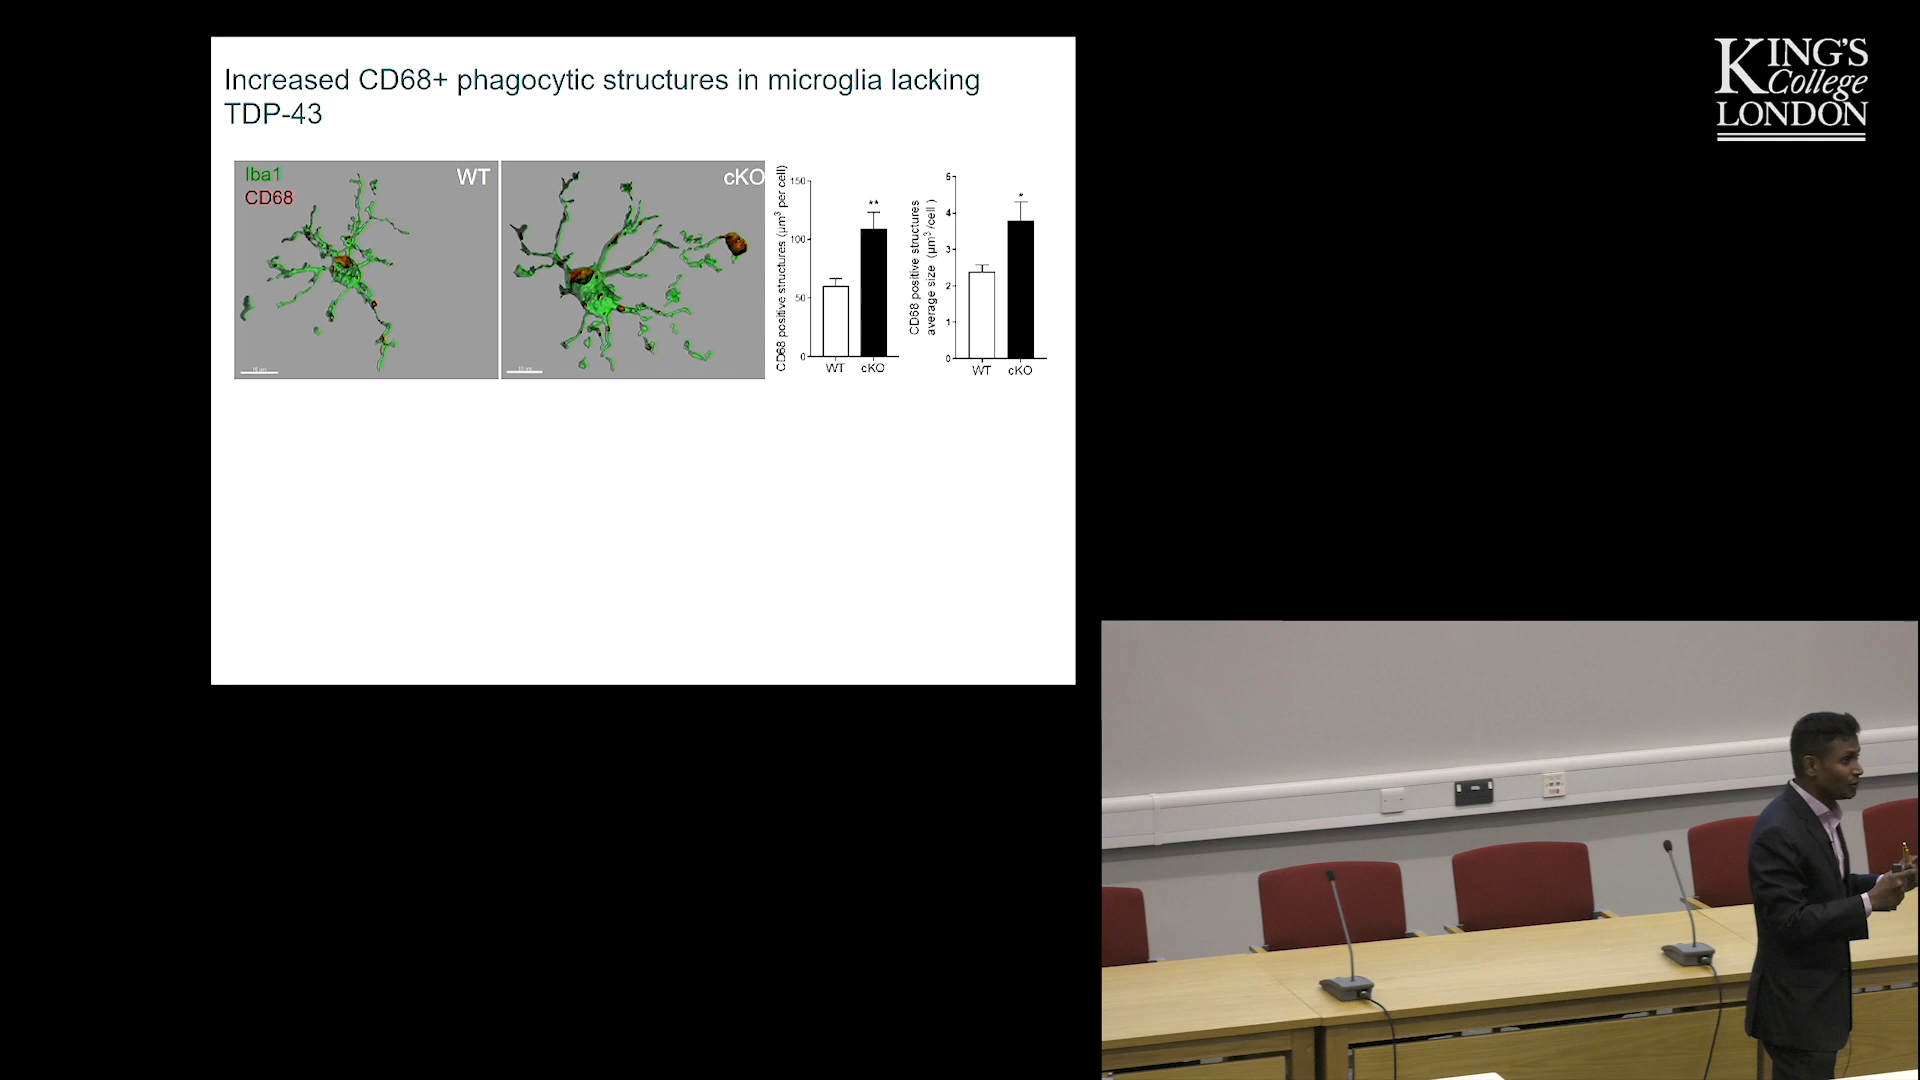 Increased CD68+ phagocytic structures in microglia lacking
TDP-43
Iba1
CD68
WT
cKO
CD68 positive structures (µm³ per cell)
150
100
50
0
WT
cKO
**
CD68 positive structures
average size (µm³ /cell )
5
4
3
2
1
0
WT
cKO
*
KING'S
College
LONDON